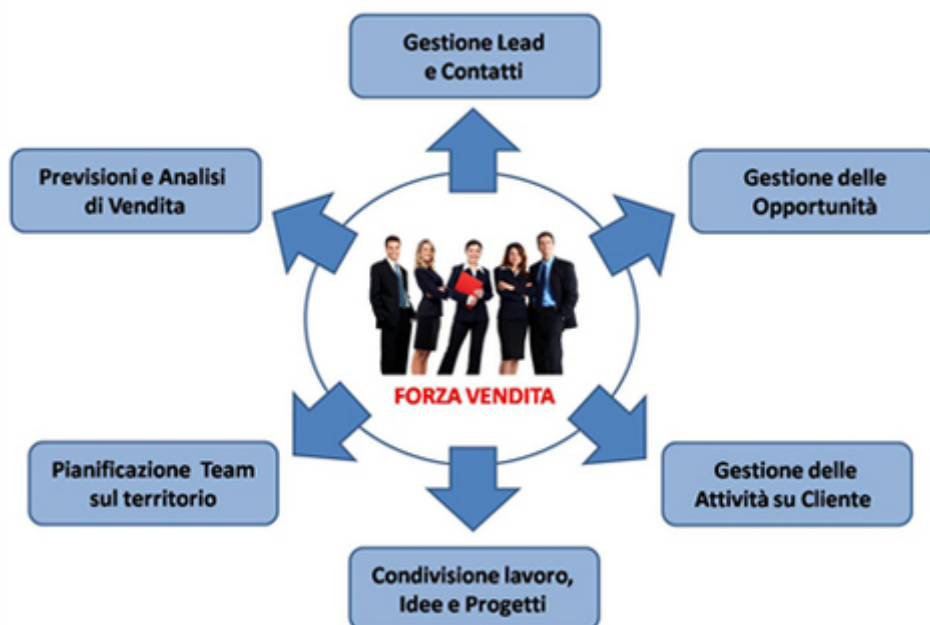 Gestione Lead
e Contatti
Previsioni e Analisi
di Vendita
Gestione delle
Opportunità
FORZA VENDITA
Pianificazione Team
sul territorio
Gestione delle
Attività su Cliente
Condivisione lavoro,
Idee e Progetti